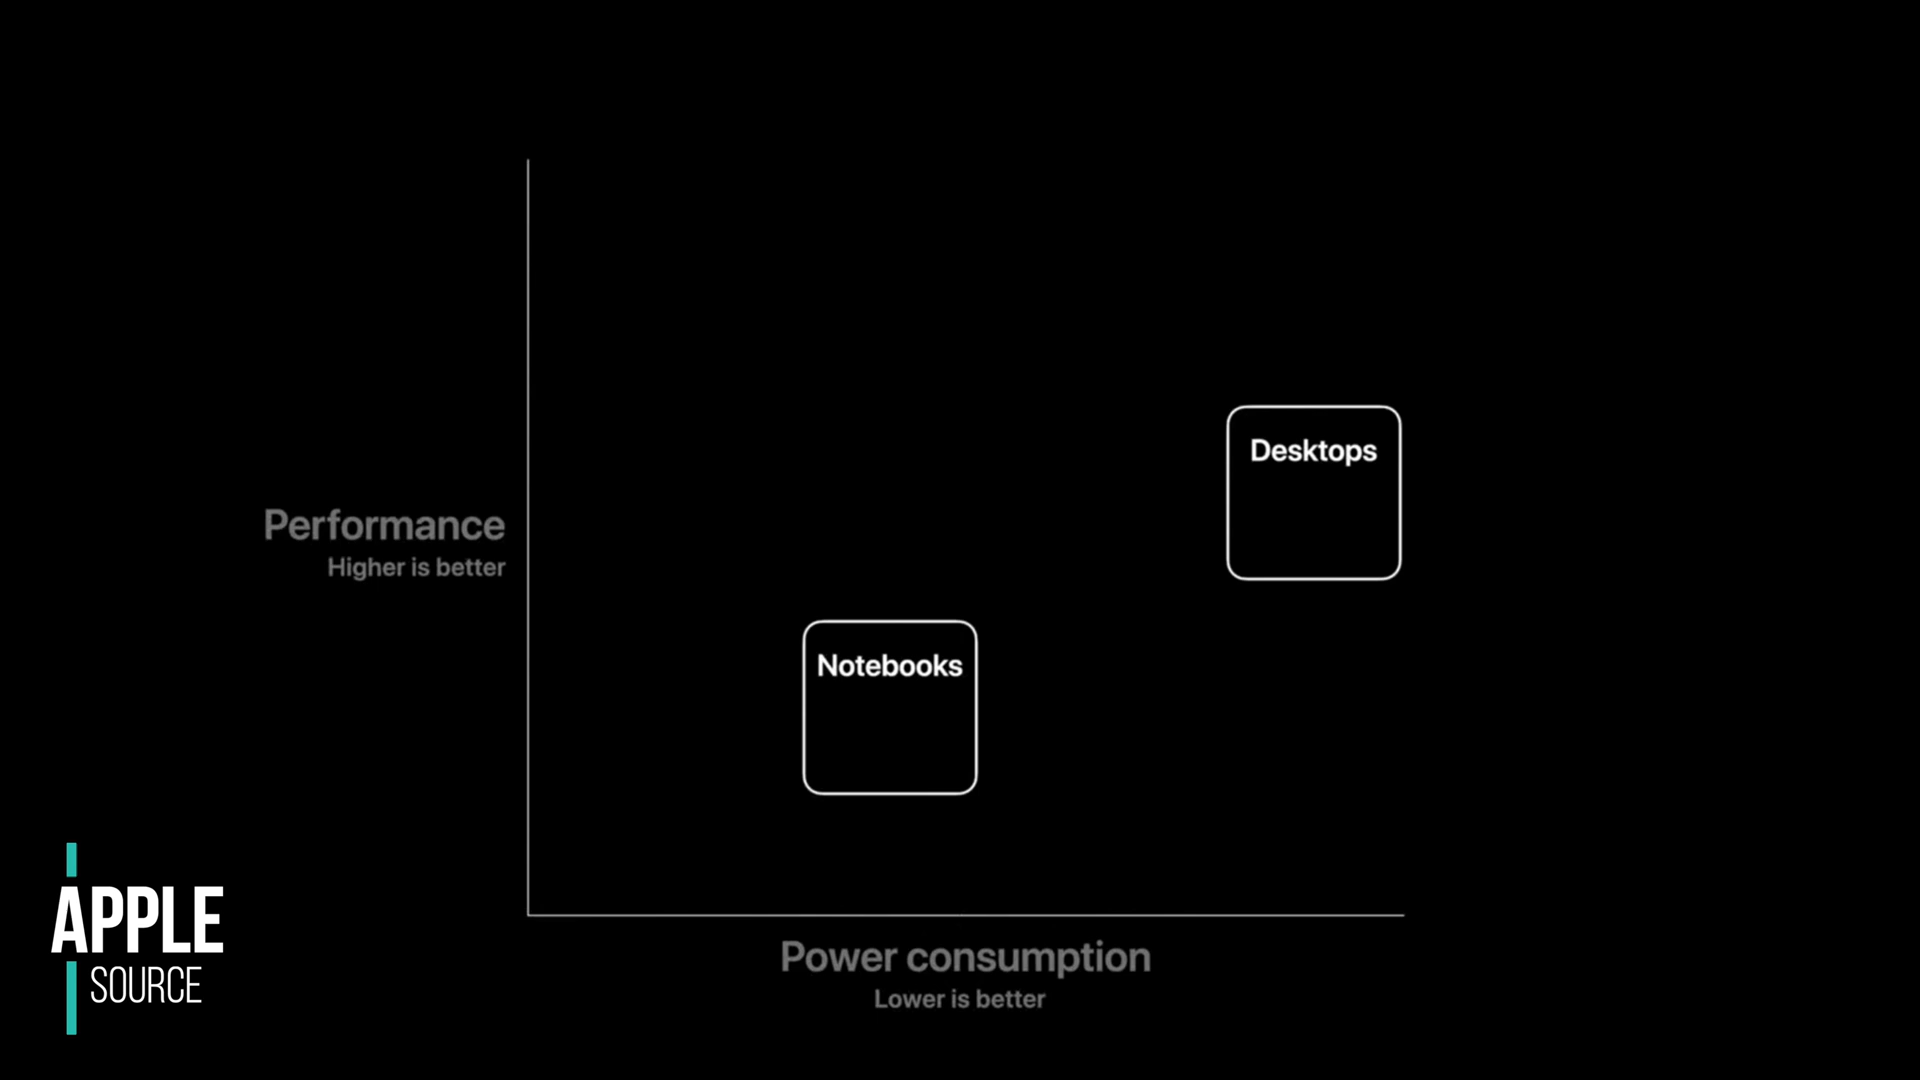 Desktops
Performance
Higher is better
Notebooks
APPLE
SOURCE
Power consumption
Lower is better